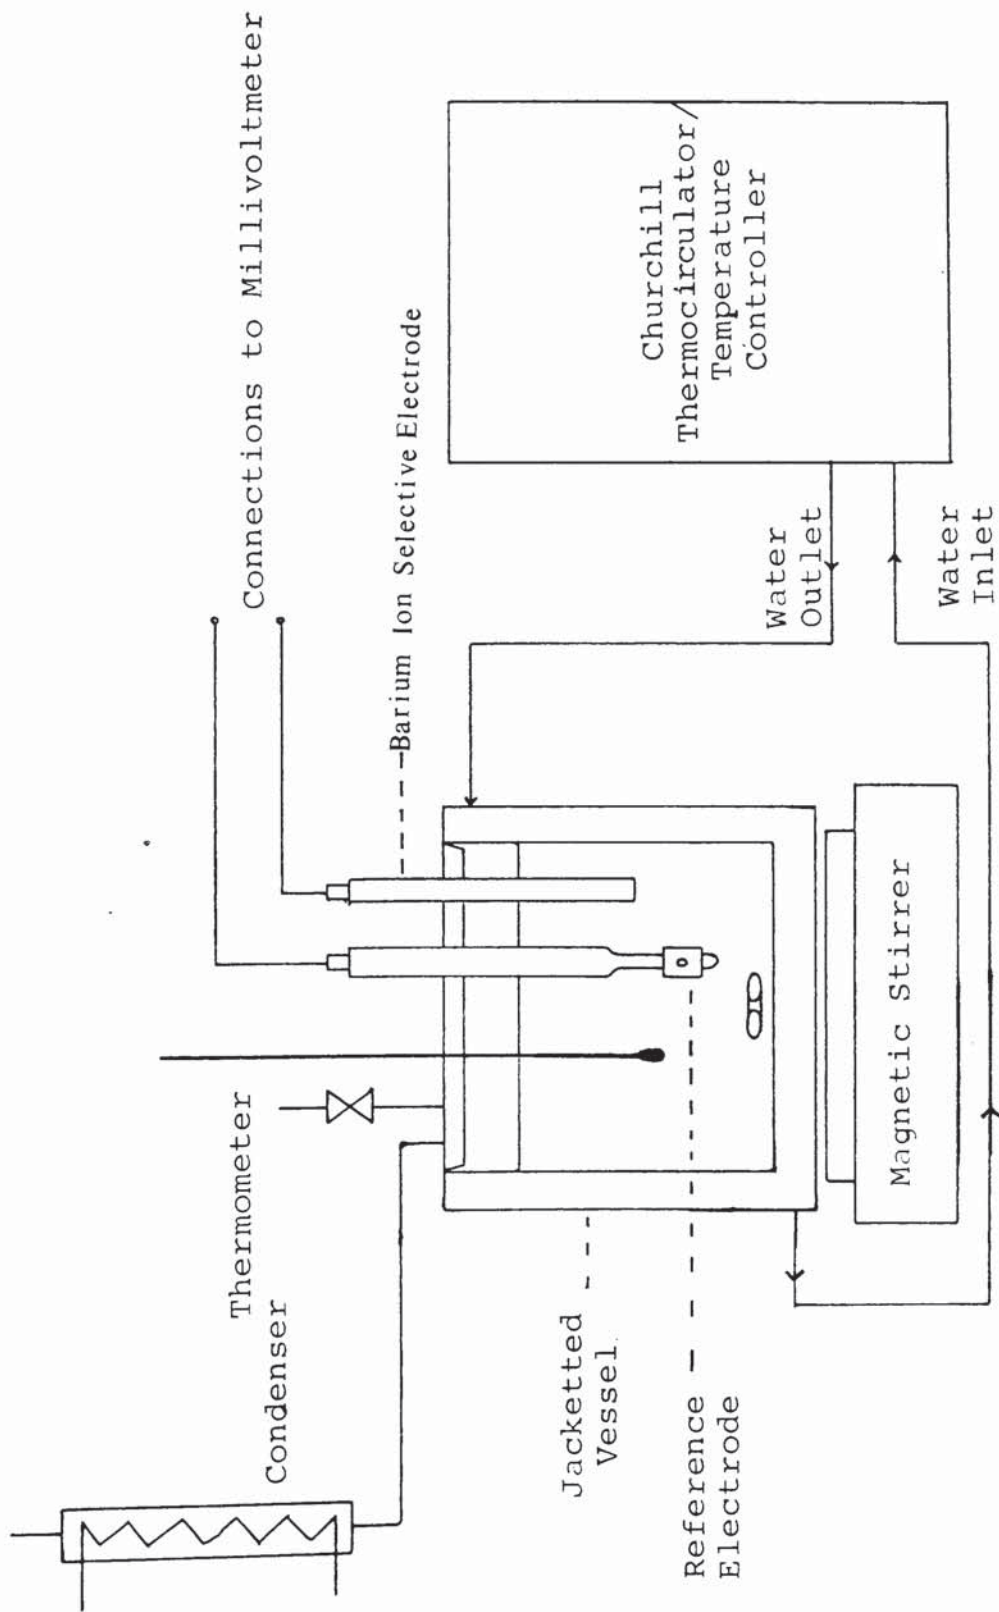 Connections to Millivoltmeter
Barium Ion Selective Electrode
Thermometer
Condenser
Churchill
Thermocirculator/
Temperature
Controller
Water
Outlet
Water
Inlet
Jacketted
Vessel
Reference
Electrode
Magnetic Stirrer